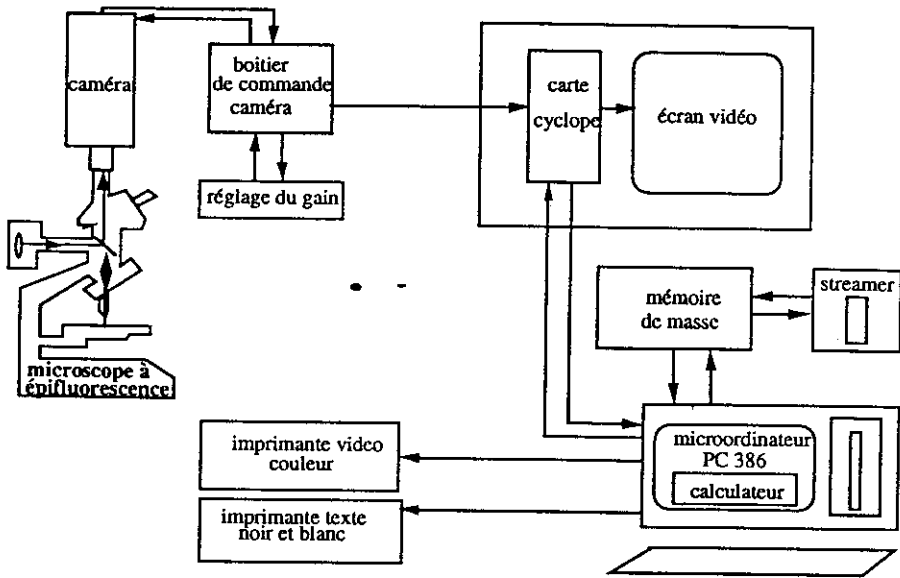 caméra
boitier
de commande
caméra
réglage du gain
carte
cyclope
écran vidéo
mémoire
de masse
streamer
microscope à
épifluorescence
imprimante video
couleur
imprimante texte
noir et blanc
microordinateur
PC 386
calculateur